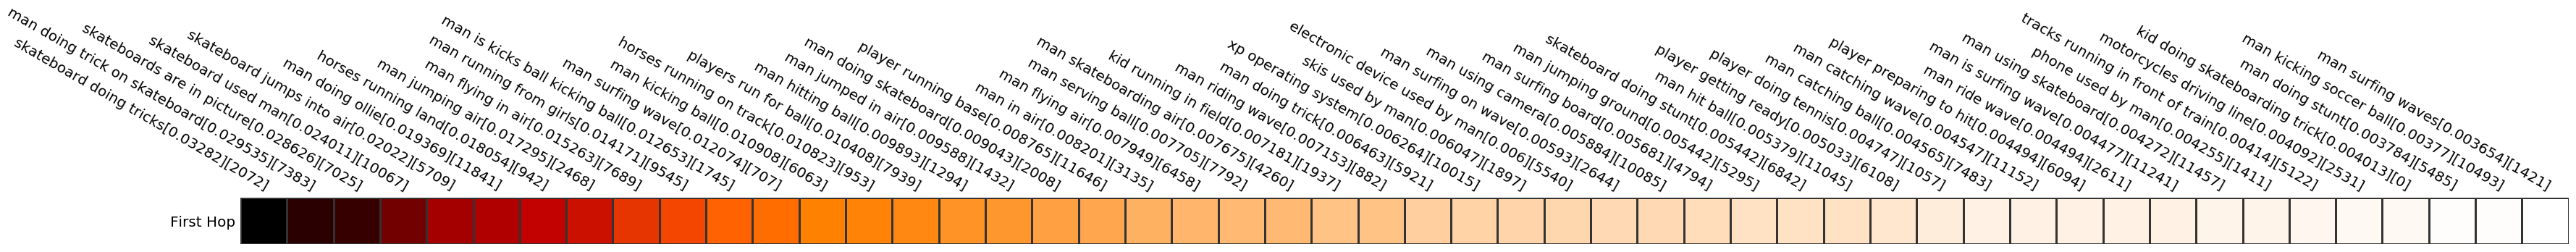 skateboard doing tricks[0.03282][2072]
man doing trick on skateboard[0.029535][7383]
skateboards are in picture[0.028626][7025]
skateboard used man[0.024011][10067]
skateboard jumps into air[0.02022][5709]
man doing ollie[0.019369][11841]
horses running land[0.018054][942]
man jumping air[0.017295][2468]
man flying in air[0.015263][7689]
man running from girls[0.014171][9545]
man is kicks ball kicking ball[0.012653][1745]
man surfing wave[0.012074][707]
man kicking ball[0.010908][6063]
horses running on track[0.010823][953]
players run for ball[0.010408][7939]
man hitting ball[0.009893][1294]
man jumped in air[0.009588][1432]
man doing skateboard[0.009043][2008]
player running base[0.008765][11646]
man in air[0.008201][3135]
man flying air[0.007949][6458]
man serving ball[0.007705][7792]
man skateboarding air[0.007675][4260]
kid running in field[0.007181][1937]
man riding wave[0.007153][882]
man doing trick[0.006463][5921]
xp operating system[0.006264][10015]
skis used by man[0.006047][1897]
electronic device used by man[0.006][5540]
man surfing on wave[0.00593][2644]
man using camera[0.005884][10085]
man surfing board[0.005681][4794]
man jumping ground[0.005442][5295]
skateboard doing stunt[0.005442][6842]
man hit ball[0.005379][11045]
player getting ready[0.005033][6108]
player doing tennis[0.004747][1057]
man catching ball[0.004565][7483]
man catching wave[0.004547][1152]
player preparing to hit[0.004494][6094]
man ride wave[0.004494][2611]
man is surfing wave[0.004477][11241]
man using skateboard[0.004272][11457]
phone used by man[0.004255][1411]
tracks running in front of train[0.00414][5122]
motorcycles driving line[0.004092][2531]
kid doing skateboarding trick[0.004013][0]
man doing stunt[0.003784][5485]
man kicking soccer ball[0.00377][10493]
man surfing waves[0.003654][1421]
First Hop